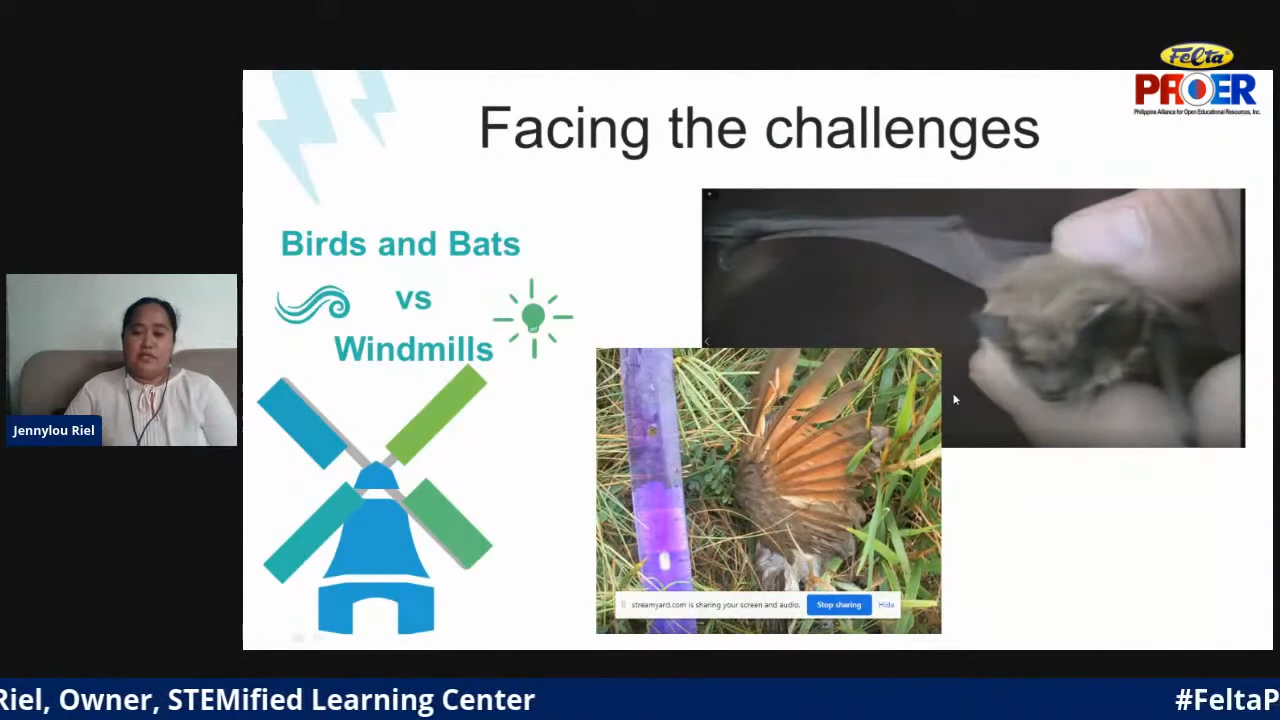 Felta
PAOER
Philippine Alliance for Open Educational Resources, Inc.
Facing the challenges
Birds and Bats
vs
Windmills
Jennylou Riel
streamyard.com is sharing your screen and audio.
Stop sharing
Hide
Riel, Owner, STEMified Learning Center
#FeltaP